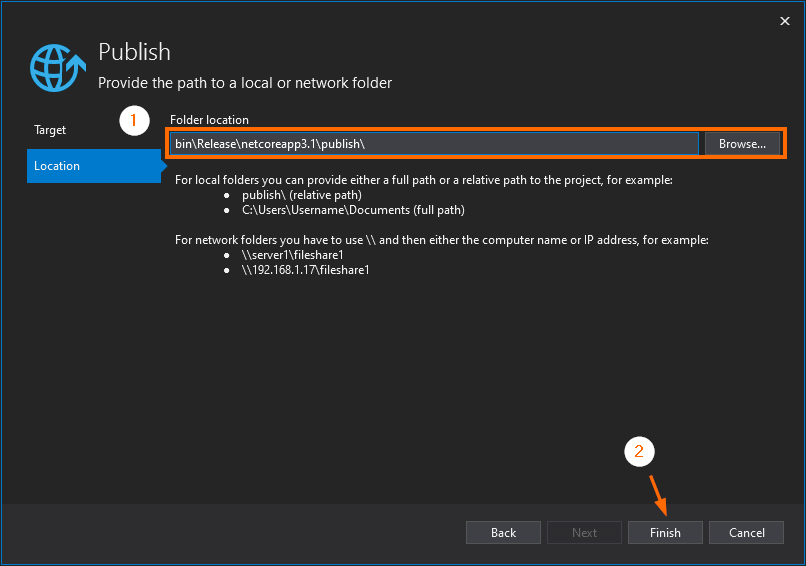 Publish
Provide the path to a local or network folder
Target
Location
1
Folder location
bin\Release\netcoreapp3.1\publish\
Browse...
For local folders you can provide either a full path or a relative path to the project, for example:
• publish\ (relative path)
• C:\Users\Username\Documents (full path)
For network folders you have to use \\ and then either the computer name or IP address, for example:
• \\server1\fileshare1
• \\192.168.1.17\fileshare1
2
Back
Next
Finish
Cancel